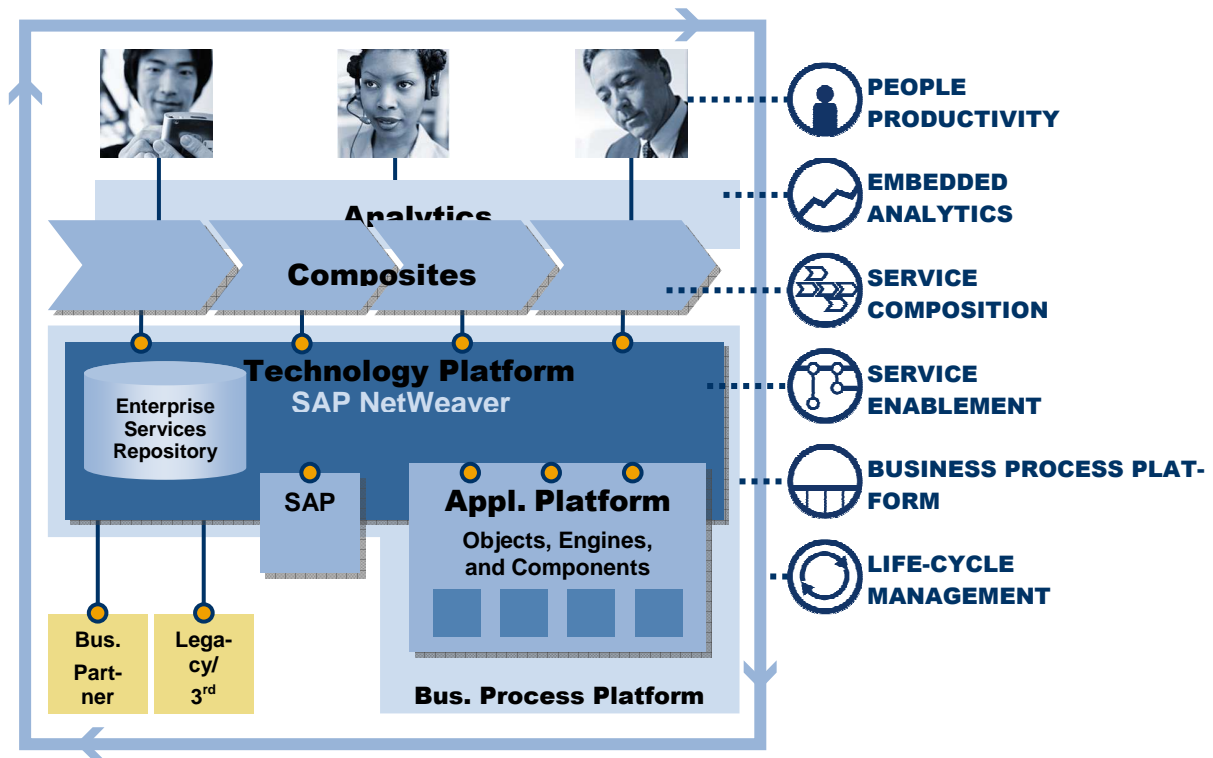 PEOPLE
PRODUCTIVITY
Analytics
EMBEDDED
ANALYTICS
Composites
SERVICE
COMPOSITION
Technology Platform
SAP NetWeaver
Enterprise
Services
Repository
SERVICE
ENABLEMENT
SAP
Appl. Platform
Objects, Engines,
and Components
BUSINESS PROCESS PLAT-
FORM
LIFE-CYCLE
MANAGEMENT
Bus.
Part-
ner
Lega-
cy/
3rd
Bus. Process Platform